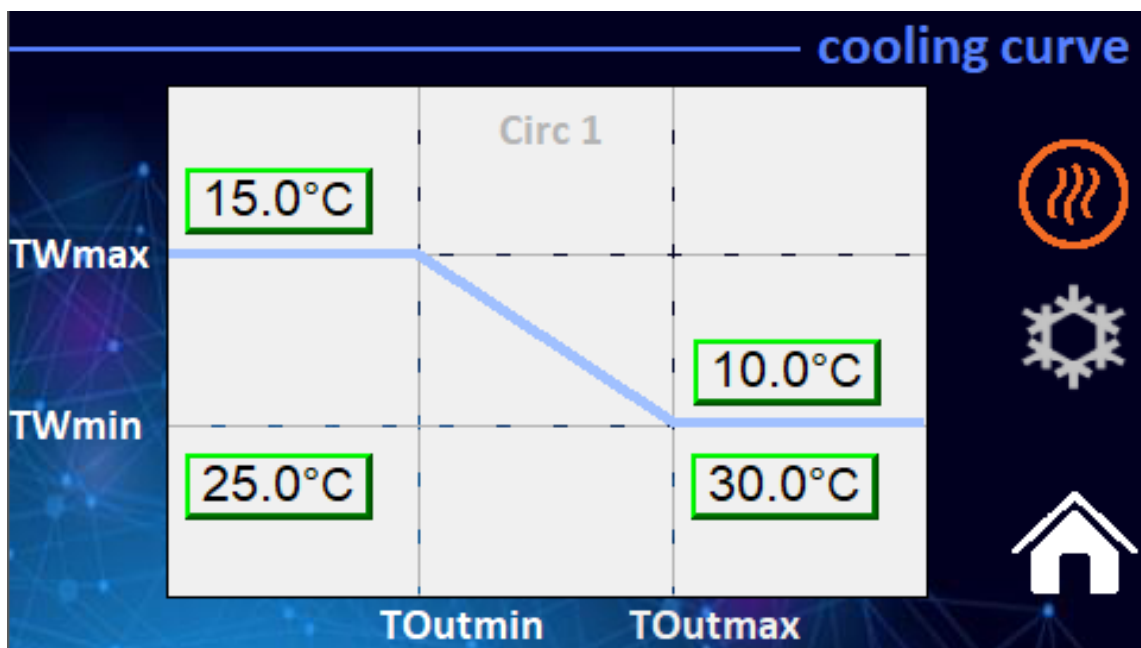 cooling curve
Circ 1
15.0°C
TWmax
10.0°C
TWmin
25.0°C
30.0°C
TOutmin
TOutmax